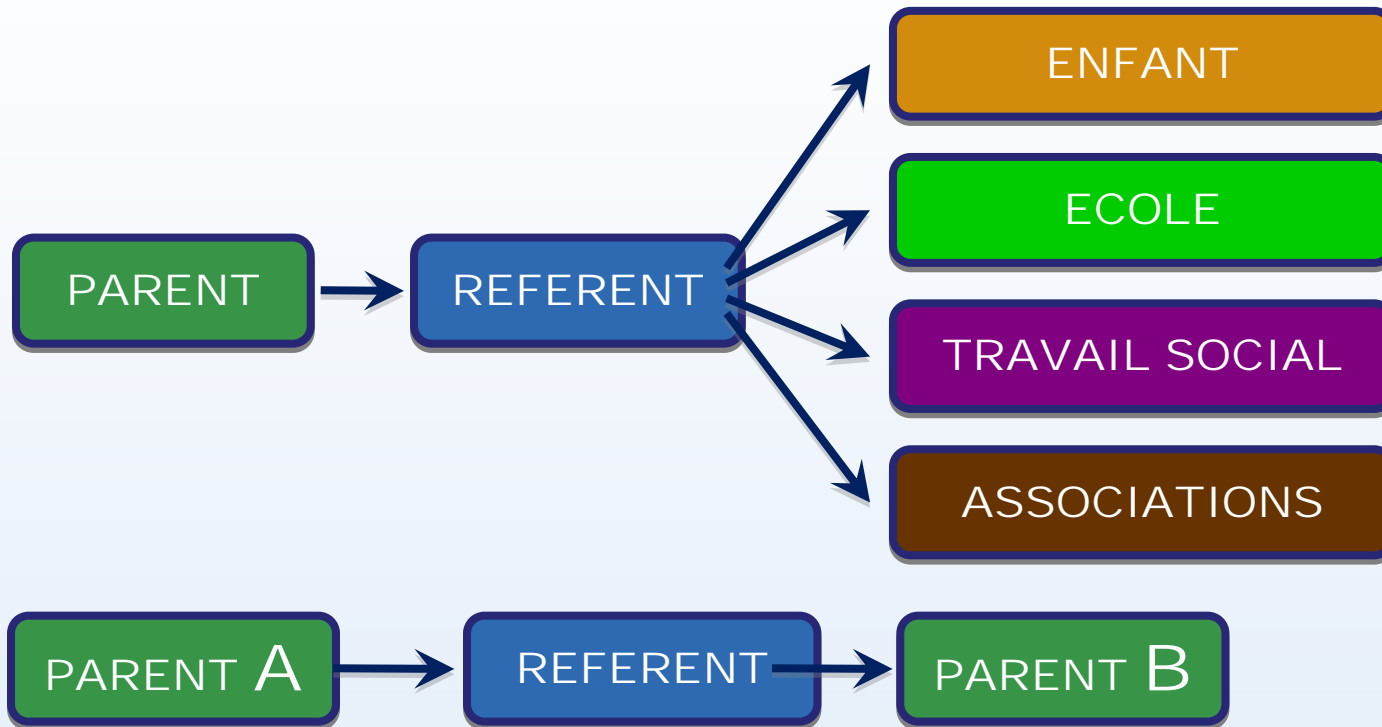 ENFANT
ECOLE
PARENT
REFERENT
TRAVAIL SOCIAL
ASSOCIATIONS
PARENT A
REFERENT
PARENT B